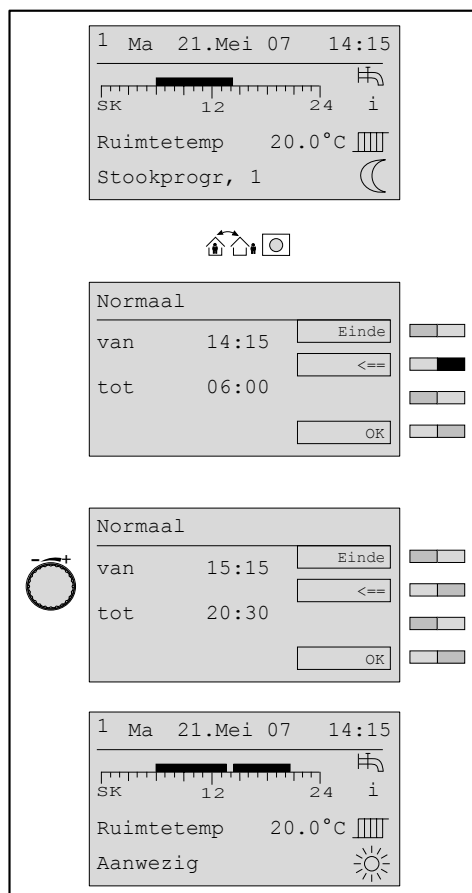 1 Ma 21.Mei 07 14:15
SK 12 24 i
Ruimtetemp 20.0°C
Stookprogr, 1
Normaal
Einde
van 14:15
<==
tot 06:00
OK
Normaal
Einde
- +
van 15:15
<==
tot 20:30
OK
1 Ma 21.Mei 07 14:15
SK 12 24 i
Ruimtetemp 20.0°C
Aanwezig